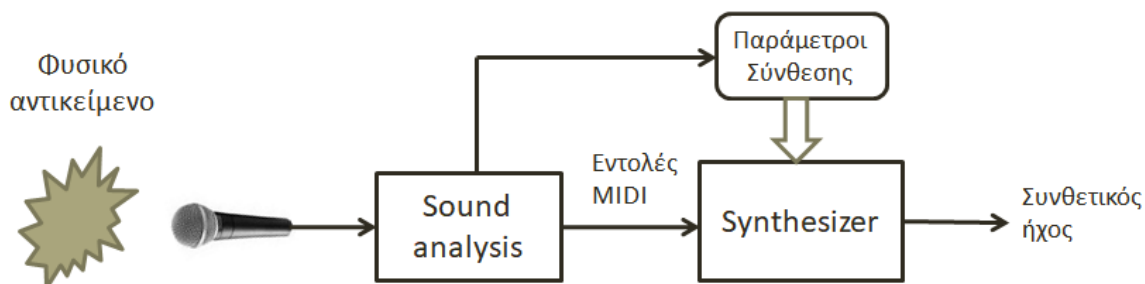 Φυσικό
αντικείμενο
Sound
analysis
Παράμετροι
Σύνθεσης
Εντολές
MIDI
Synthesizer
Συνθετικός
ήχος